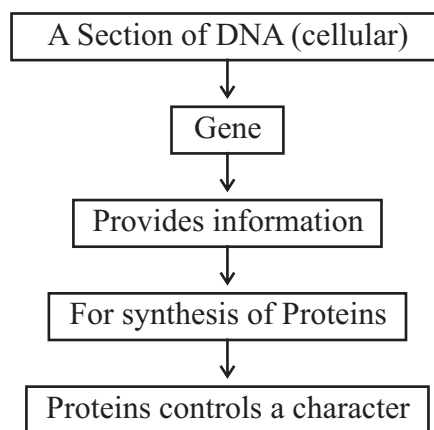 A Section of DNA (cellular)
Gene
Provides information
For synthesis of Proteins
Proteins controls a character